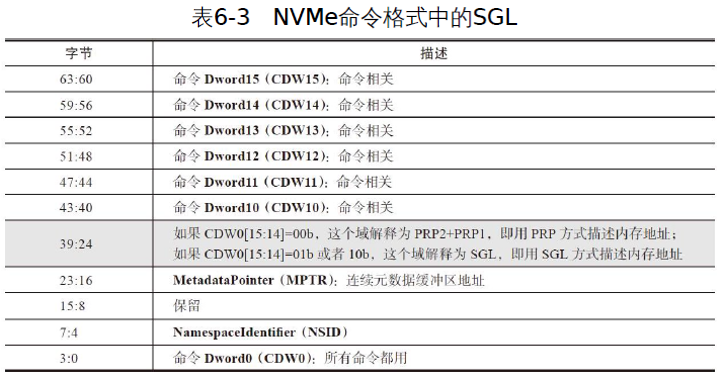 表6-3 NVMe命令格式中的SGL
字节 描述
63:60 命令 Dword15（CDW15）；命令相关
59:56 命令 Dword14（CDW14）；命令相关
55:52 命令 Dword13（CDW13）；命令相关
51:48 命令 Dword12（CDW12）；命令相关
47:44 命令 Dword11（CDW11）；命令相关
43:40 命令 Dword10（CDW10）；命令相关
39:24 如果 CDW0[15:14]=00b，这个域解释为 PRP2+PRP1，即用 PRP 方式描述内存地址；
如果 CDW0[15:14]=01b 或者 10b，这个域解释为 SGL，即用 SGL 方式描述内存地址
23:16 MetadataPointer（MPTR）；连续元数据缓冲区地址
15:8 保留
7:4 NamespaceIdentifier（NSID）
3:0 命令 Dword0（CDW0）；所有命令都用